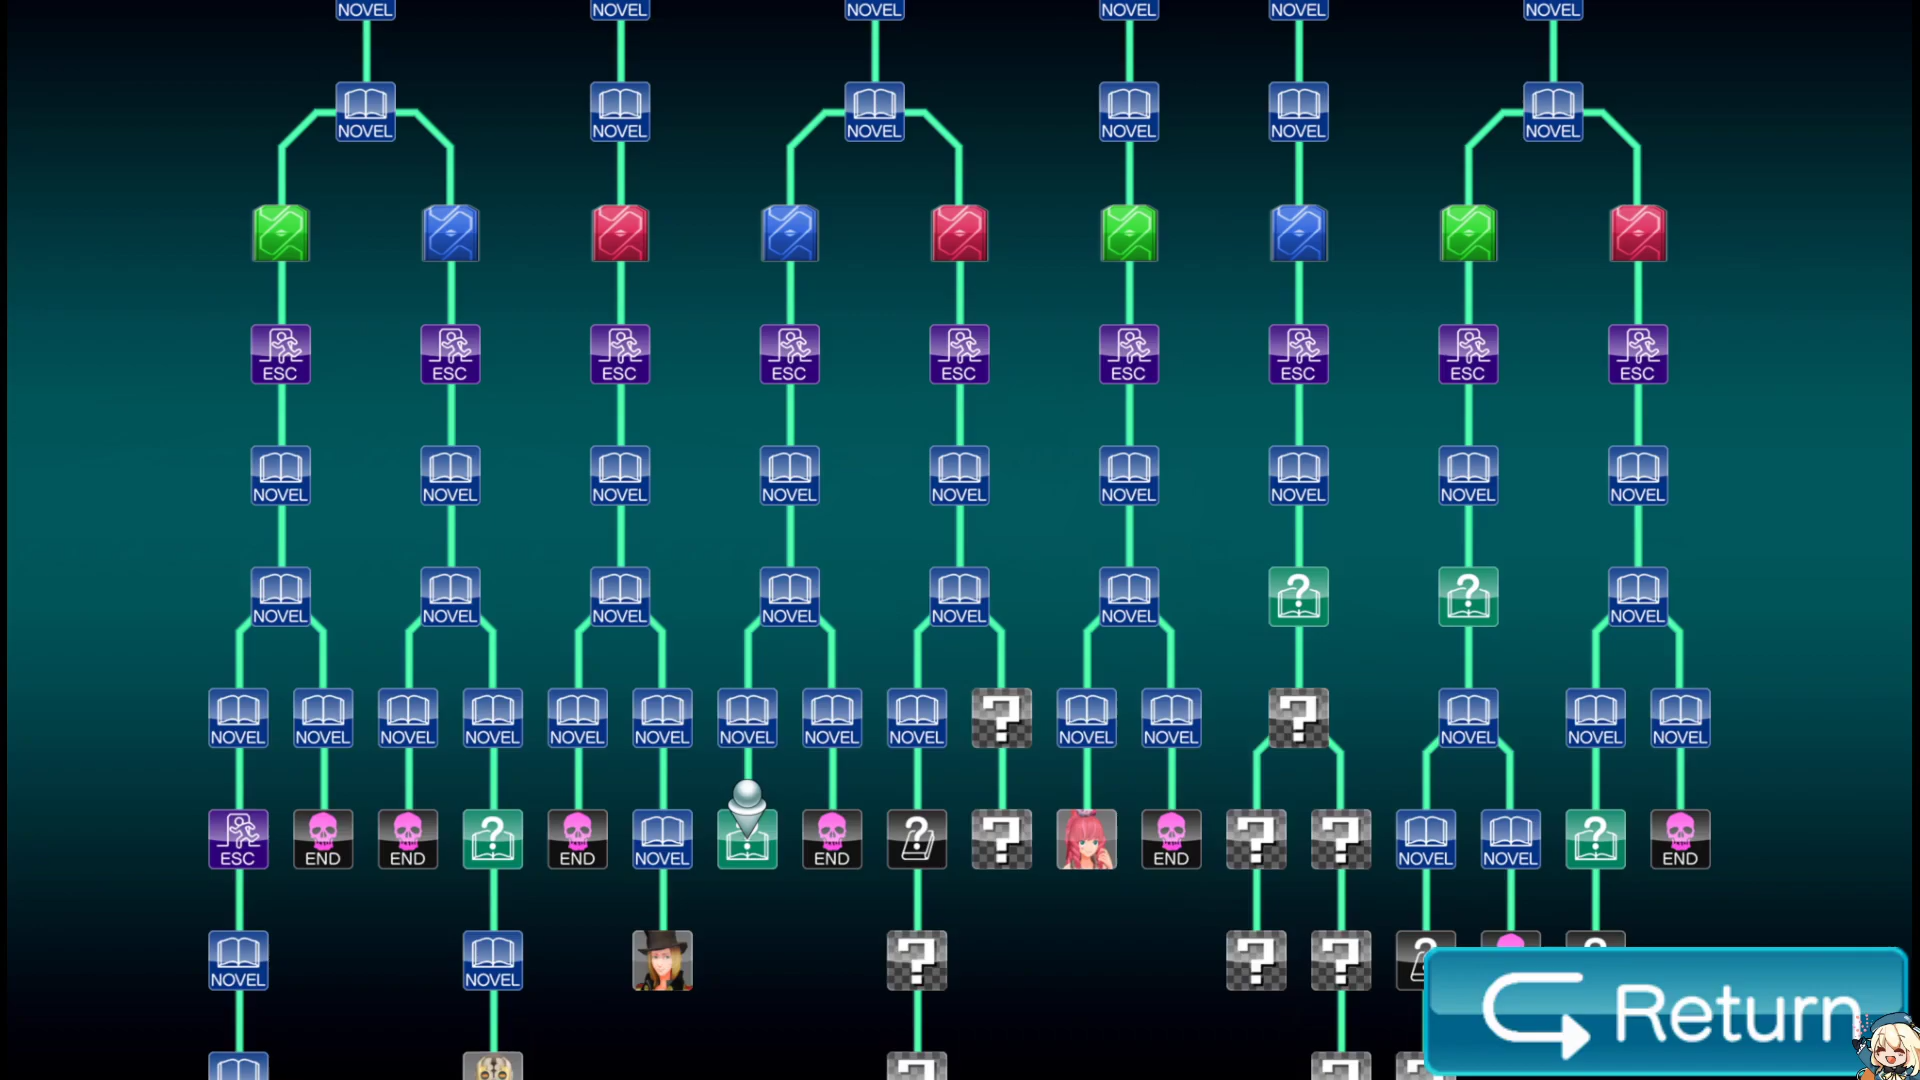 NOVEL NOVEL NOVEL NOVEL NOVEL NOVEL
NOVEL NOVEL NOVEL NOVEL NOVEL NOVEL
ESC ESC ESC ESC ESC ESC ESC ESC ESC
NOVEL NOVEL NOVEL NOVEL NOVEL NOVEL NOVEL NOVEL NOVEL
NOVEL NOVEL NOVEL NOVEL NOVEL NOVEL ? ? NOVEL
NOVEL NOVEL NOVEL NOVEL NOVEL NOVEL NOVEL NOVEL NOVEL ? NOVEL NOVEL ? NOVEL NOVEL NOVEL
ESC END END ? END NOVEL END ? ? END ? ? NOVEL NOVEL ? END
NOVEL NOVEL ? ? ? ? ?
? ? ?
Return